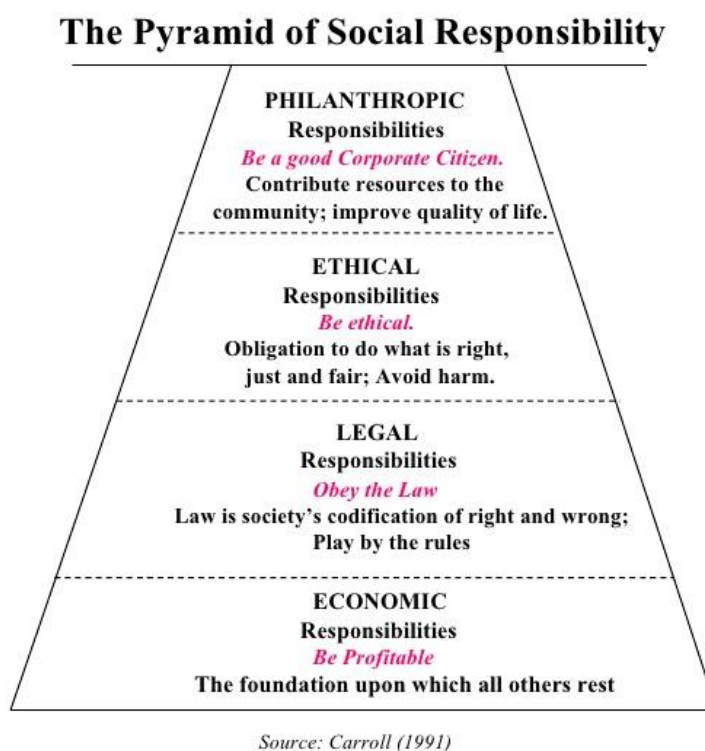 The Pyramid of Social Responsibility
PHILANTHROPIC
Responsibilities
Be a good Corporate Citizen.
Contribute resources to the
community; improve quality of life.
ETHICAL
Responsibilities
Be ethical.
Obligation to do what is right,
just and fair; Avoid harm.
LEGAL
Responsibilities
Obey the Law
Law is society’s codification of right and wrong;
Play by the rules
ECONOMIC
Responsibilities
Be Profitable
The foundation upon which all others rest
Source: Carroll (1991)